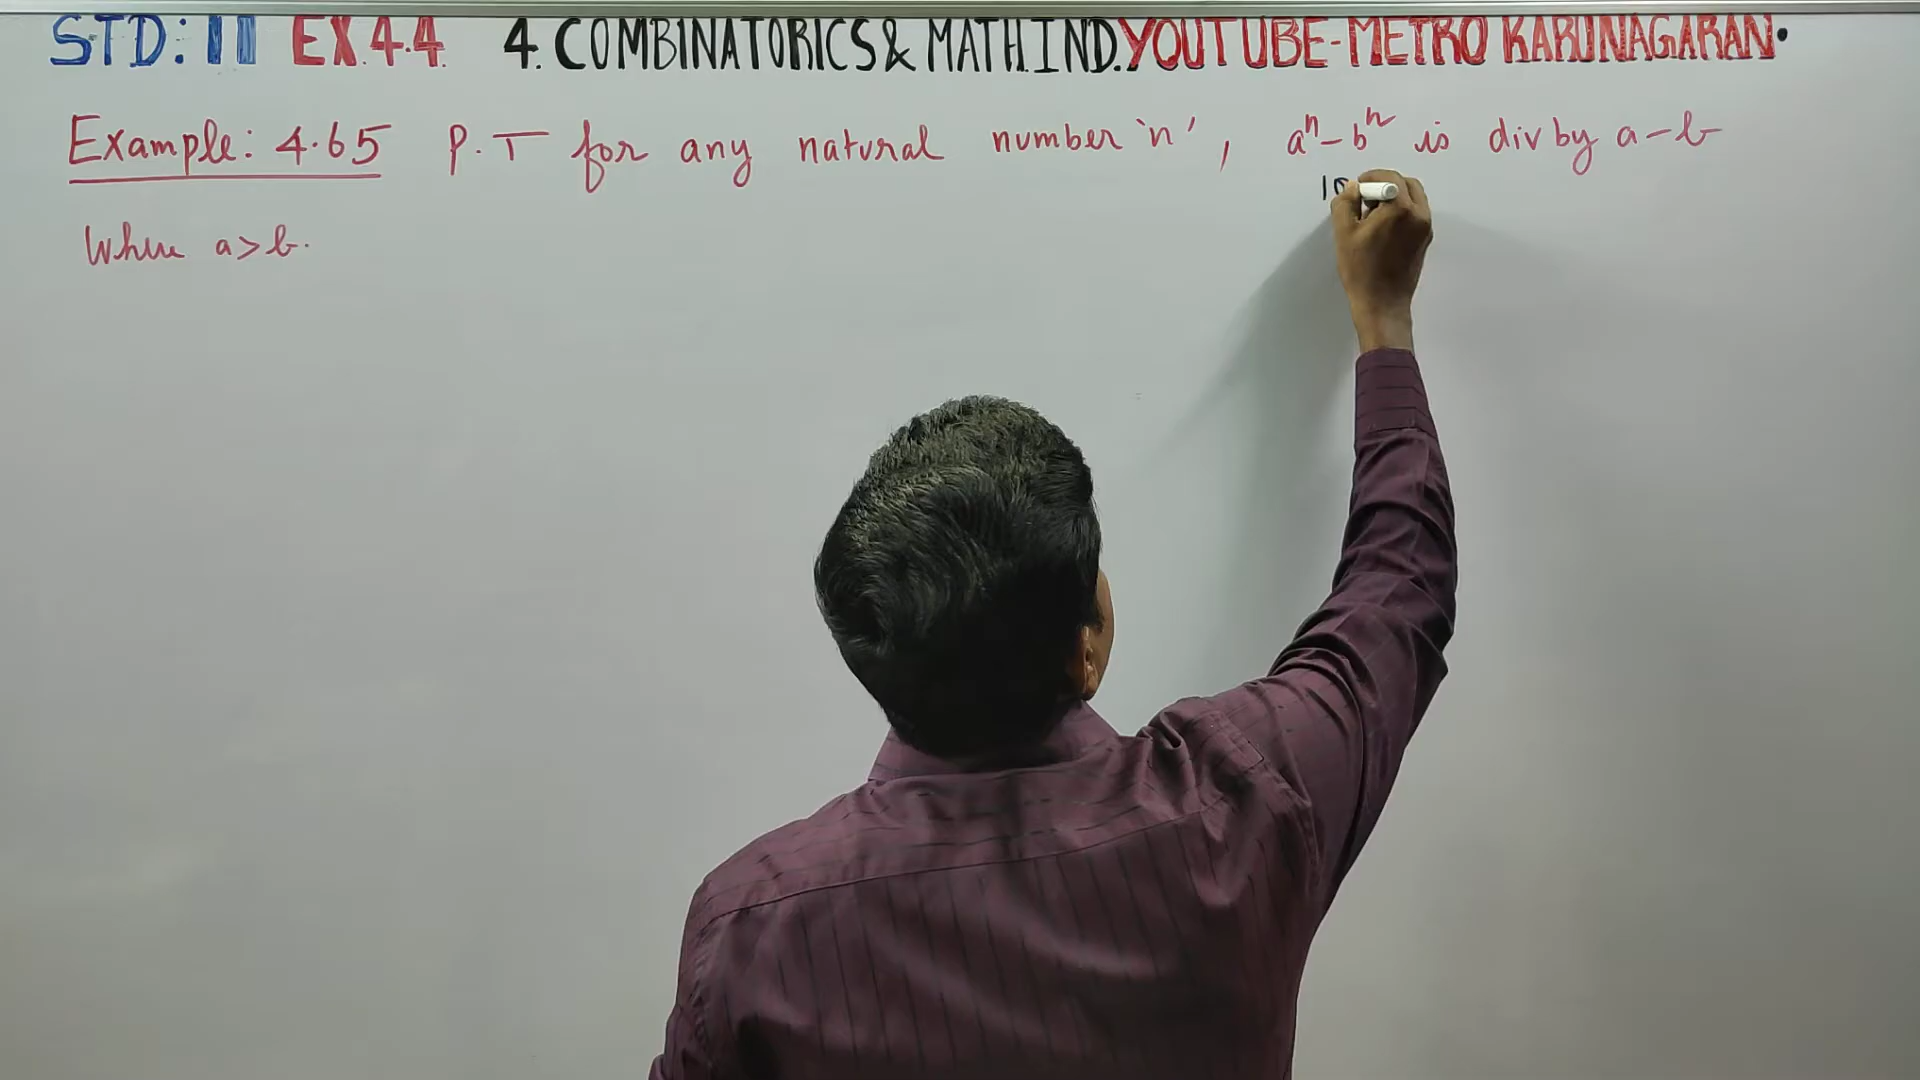 STD: 11 EX.4.4 4. COMBINATORICS & MATH.IND. YOUTUBE-METRO KARUNAGARAN.
Example: 4.65 P.T for any natural number 'n', aⁿ-bⁿ is div by a-b
Where a>b.